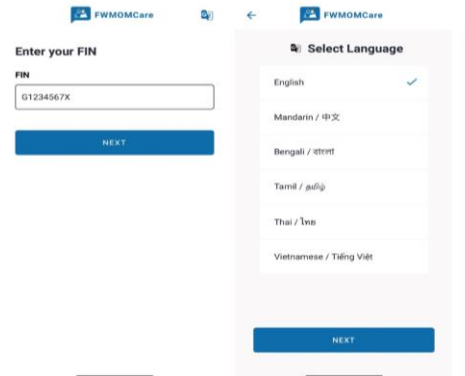 FWMOMCare
Enter your FIN
FIN
G1234567X
NEXT
FWMOMCare
Select Language
English
Mandarin / 中文
Bengali / বাংলা
Tamil / தமிழ்
Thai / ไทย
Vietnamese / Tiếng Việt
NEXT